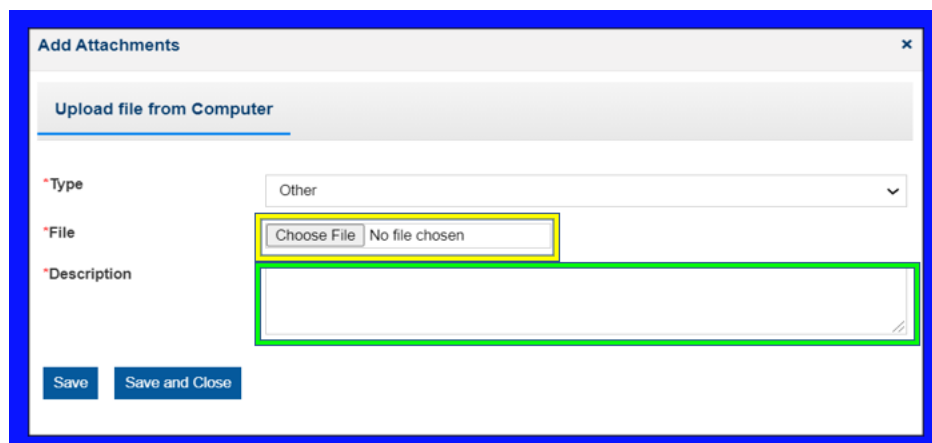 Add Attachments ×
Upload file from Computer
*Type Other
*File Choose File No file chosen
*Description
Save Save and Close